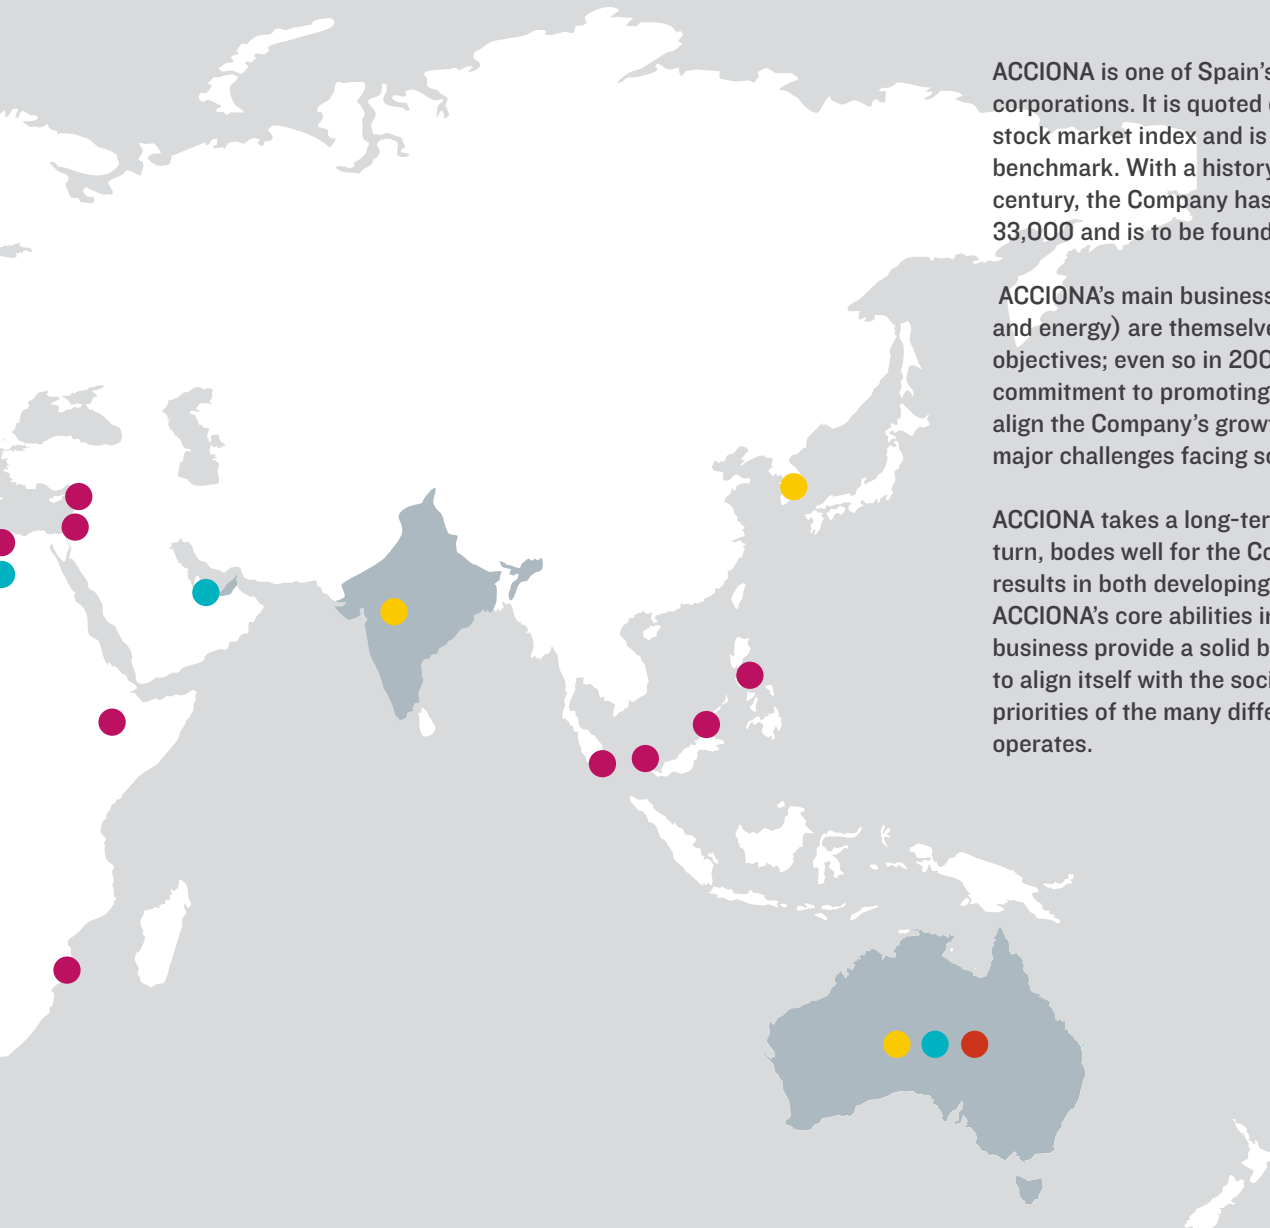 ACCIONA is one of Spain's
corporations. It is quoted
stock market index and is
benchmark. With a history
century, the Company has
33,000 and is to be found
ACCIONA's main business
and energy) are themselve
objectives; even so in 200
commitment to promoting
align the Company's growt
major challenges facing so
ACCIONA takes a long-ter
turn, bodes well for the Co
results in both developing
ACCIONA's core abilities in
business provide a solid b
to align itself with the soci
priorities of the many diffe
operates.